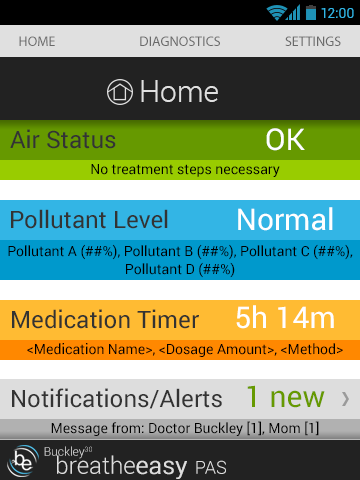 12:00
HOME DIAGNOSTICS SETTINGS
Home
Air Status OK
No treatment steps necessary
Pollutant Level Normal
Pollutant A (##%), Pollutant B (##%), Pollutant C (##%),
Pollutant D (##%)
Medication Timer 5h 14m
<Medication Name>, <Dosage Amount>, <Method>
Notifications/Alerts 1 new ›
Message from: Doctor Buckley [1], Mom [1]
be Buckley³⁰
breatheeasy PAS